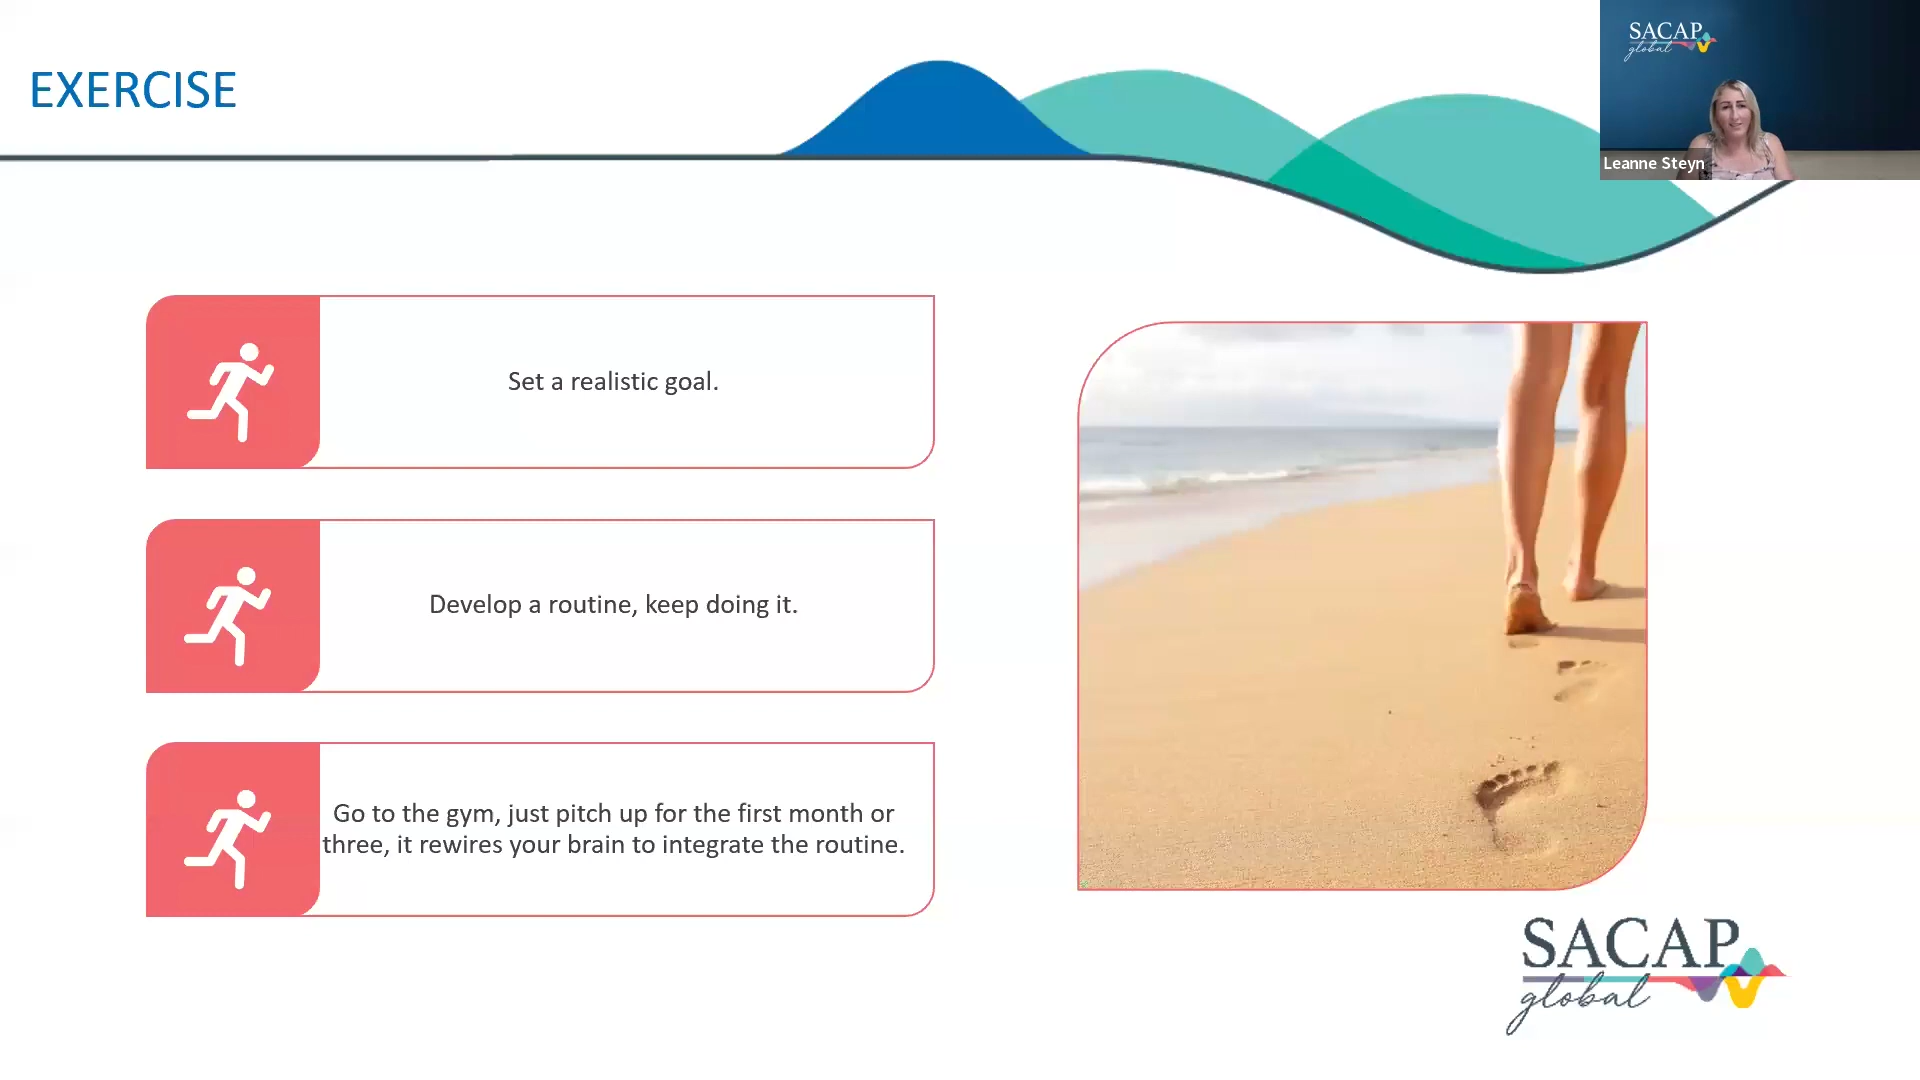 EXERCISE
SACAP
global
Leanne Steyn
Set a realistic goal.
Develop a routine, keep doing it.
Go to the gym, just pitch up for the first month or
three, it rewires your brain to integrate the routine.
SACAP
global